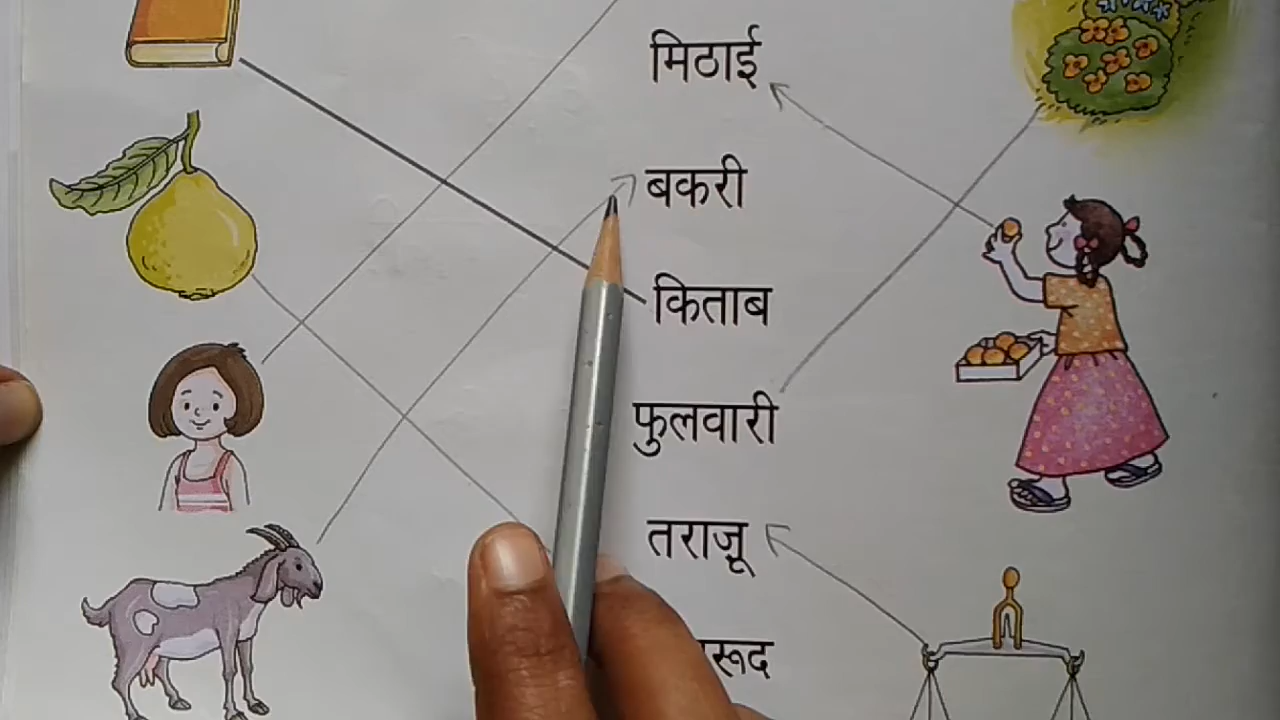 मिठाई
बकरी
किताब
फुलवारी
तराज़ू